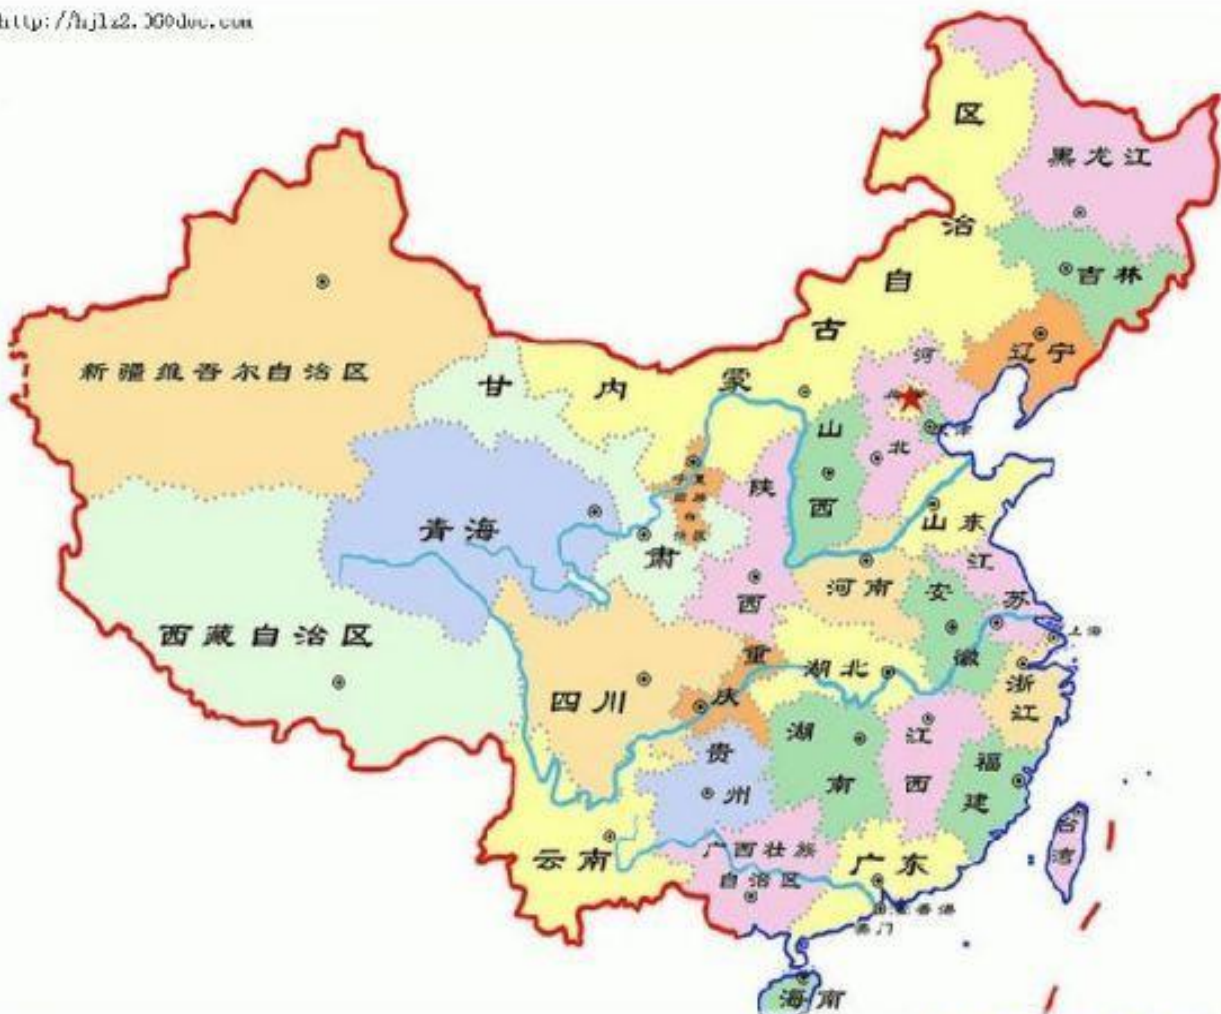 区
黑龙江
治
吉林
自
古
辽宁
河
蒙
内
甘
新疆维吾尔自治区
山
北
陕
西
山东
青海
肃
河南
江
安
苏
西
西藏自治区
上海
徽
重
湖北
浙
江
四川
庆
湖
江
贵
福
南
西
州
建
台
湾
云南
广西壮族
广东
自治区
香港
澳门
海南